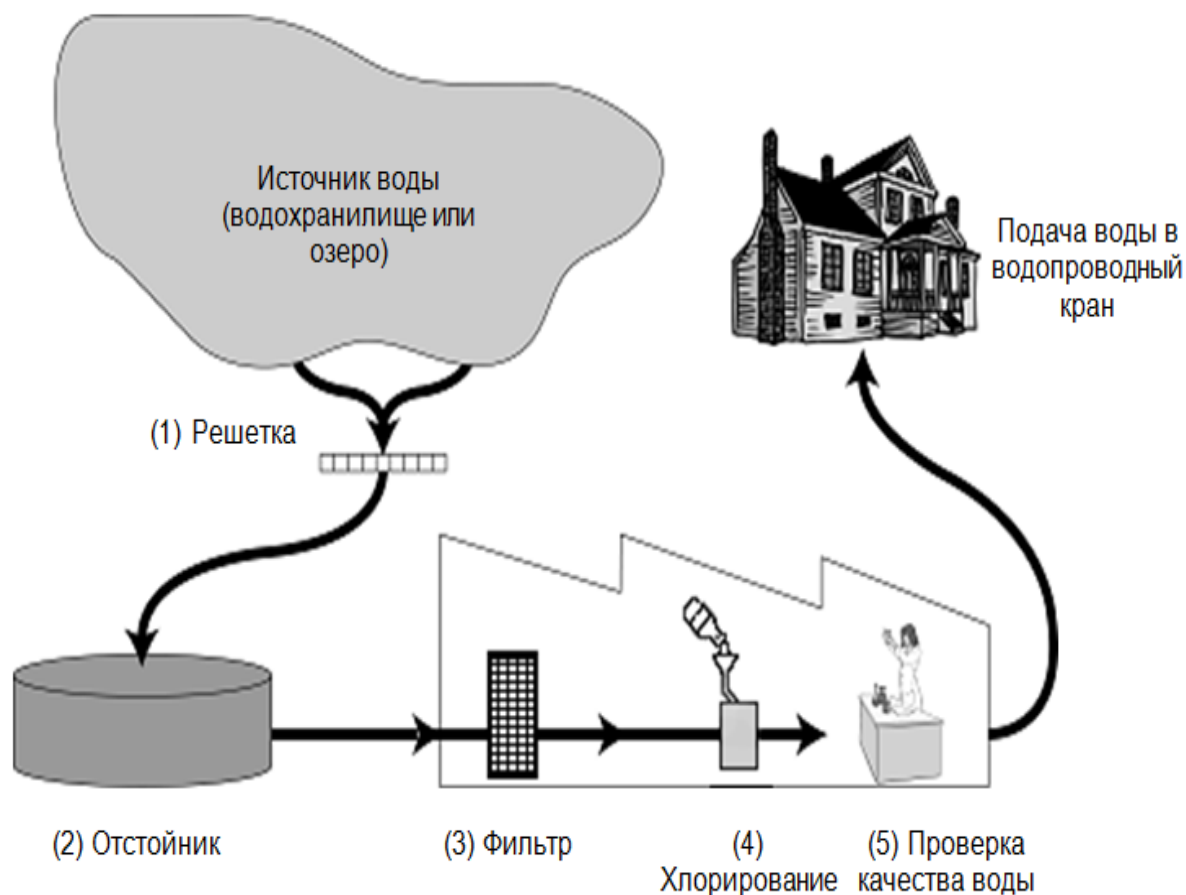 Источник воды
(водохранилище или
озеро)
Подача воды в
водопроводный
кран
(1) Решетка
(2) Отстойник
(3) Фильтр
(4)
Хлорирование
(5) Проверка
качества воды